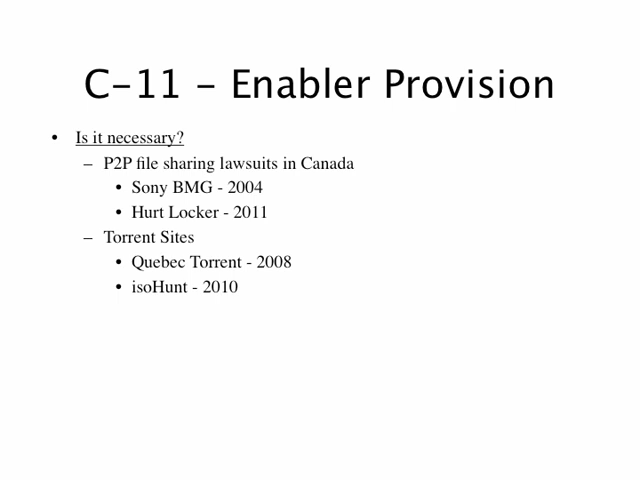 C-11 – Enabler Provision
• Is it necessary?
– P2P file sharing lawsuits in Canada
• Sony BMG - 2004
• Hurt Locker - 2011
– Torrent Sites
• Quebec Torrent - 2008
• isoHunt - 2010